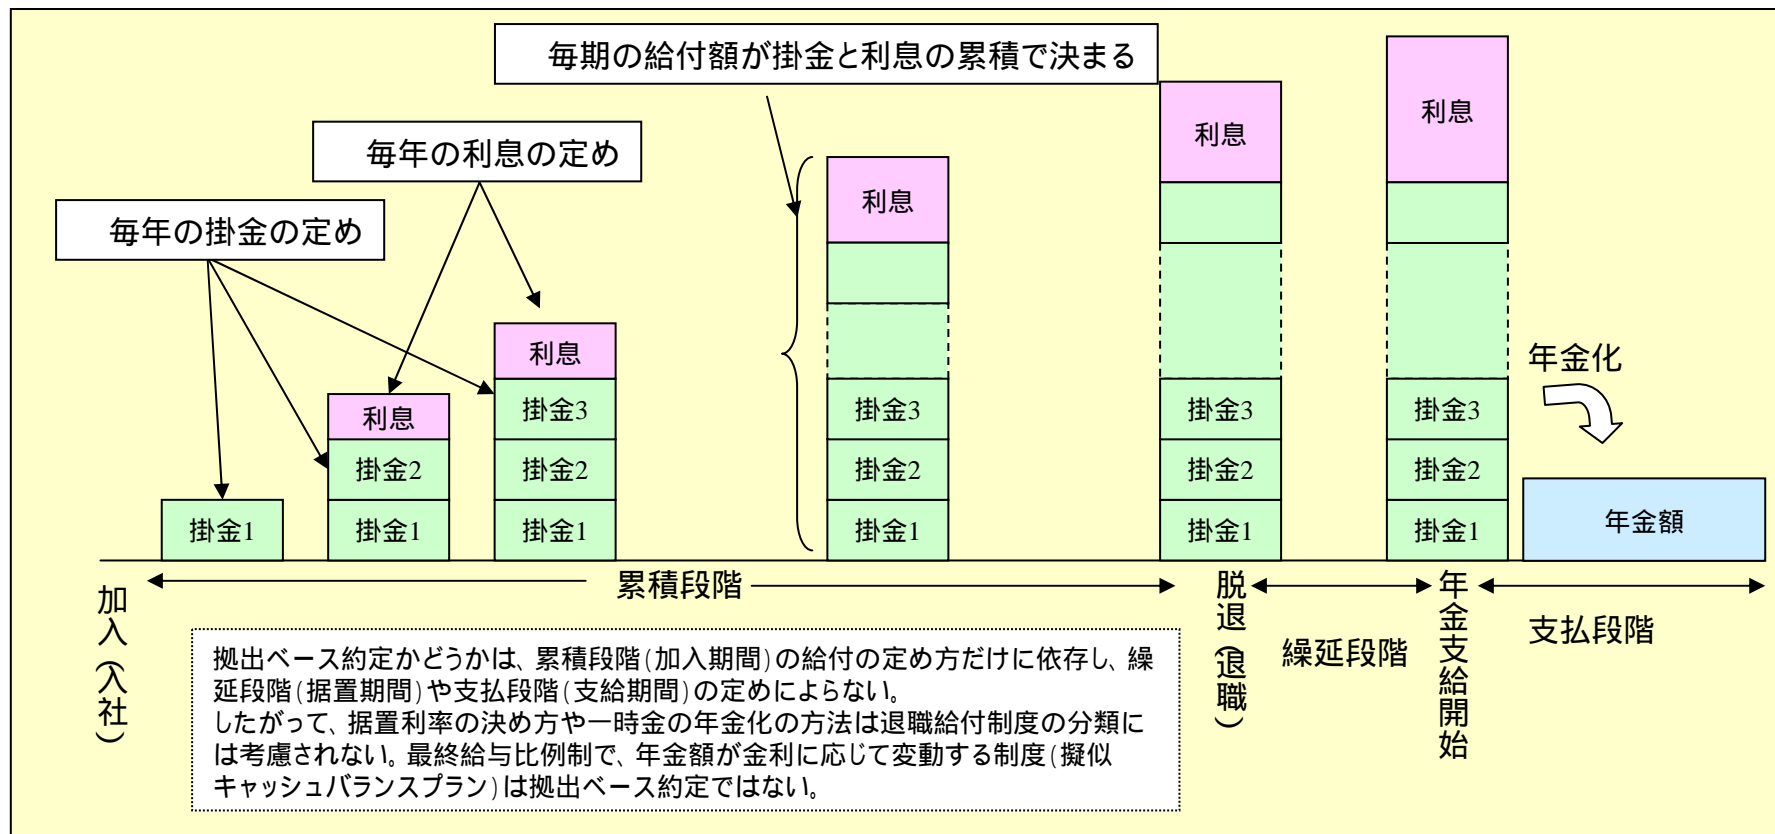 毎期の給付額が掛金と利息の累積で決まる
毎年の利息の定め
毎年の掛金の定め
利息
利息
利息
利息
利息
年金化
掛金3
掛金3
掛金3
掛金3
掛金2
掛金2
掛金2
掛金2
掛金2
掛金1
掛金1
掛金1
掛金1
掛金1
掛金1
年金額
加入(入社)
累積段階
脱退(退職)
繰延段階
年金支給開始
支払段階
拠出ベース約定かどうかは、累積段階(加入期間)の給付の定め方だけに依存し、繰
延段階(据置期間)や支払段階(支給期間)の定めによらない。
したがって、据置利率の決め方や一時金の年金化の方法は退職給付制度の分類に
は考慮されない。最終給与比例制で、年金額が金利に応じて変動する制度(擬似
キャッシュバランスプラン)は拠出ベース約定ではない。